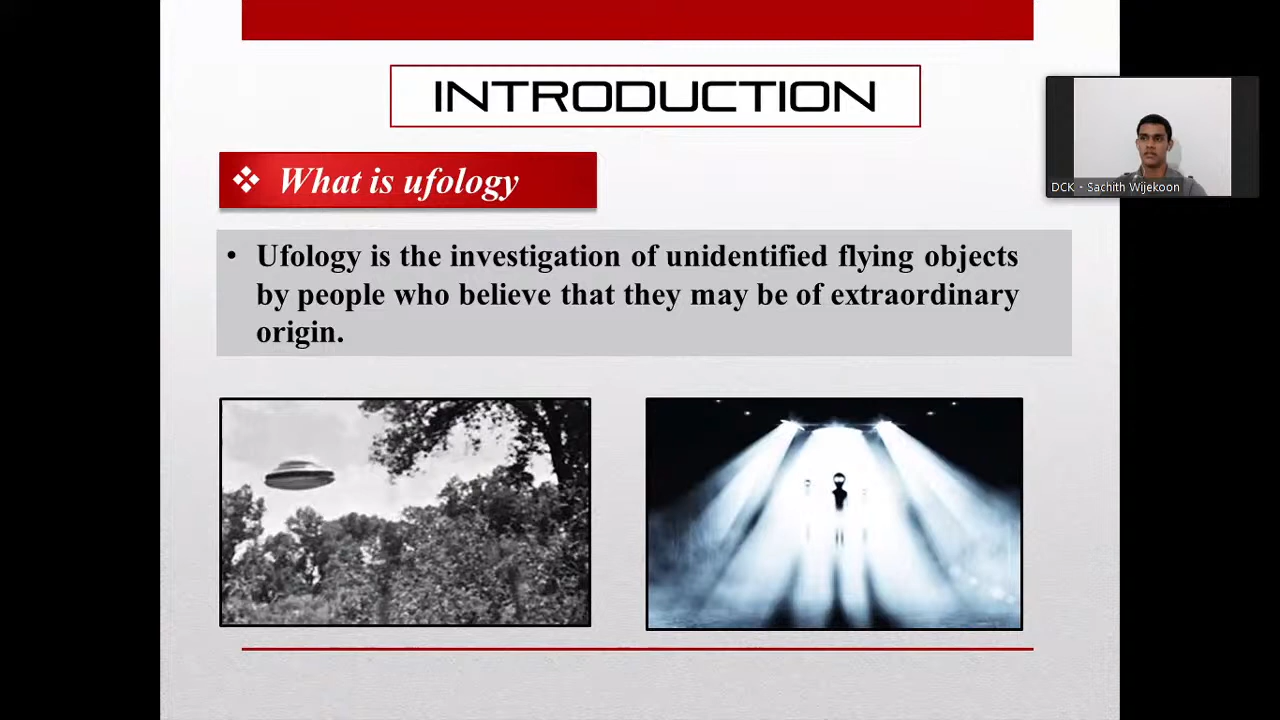 INTRODUCTION
What is ufology
• Ufology is the investigation of unidentified flying objects
by people who believe that they may be of extraordinary
origin.
DCK - Sachith Wijekoon